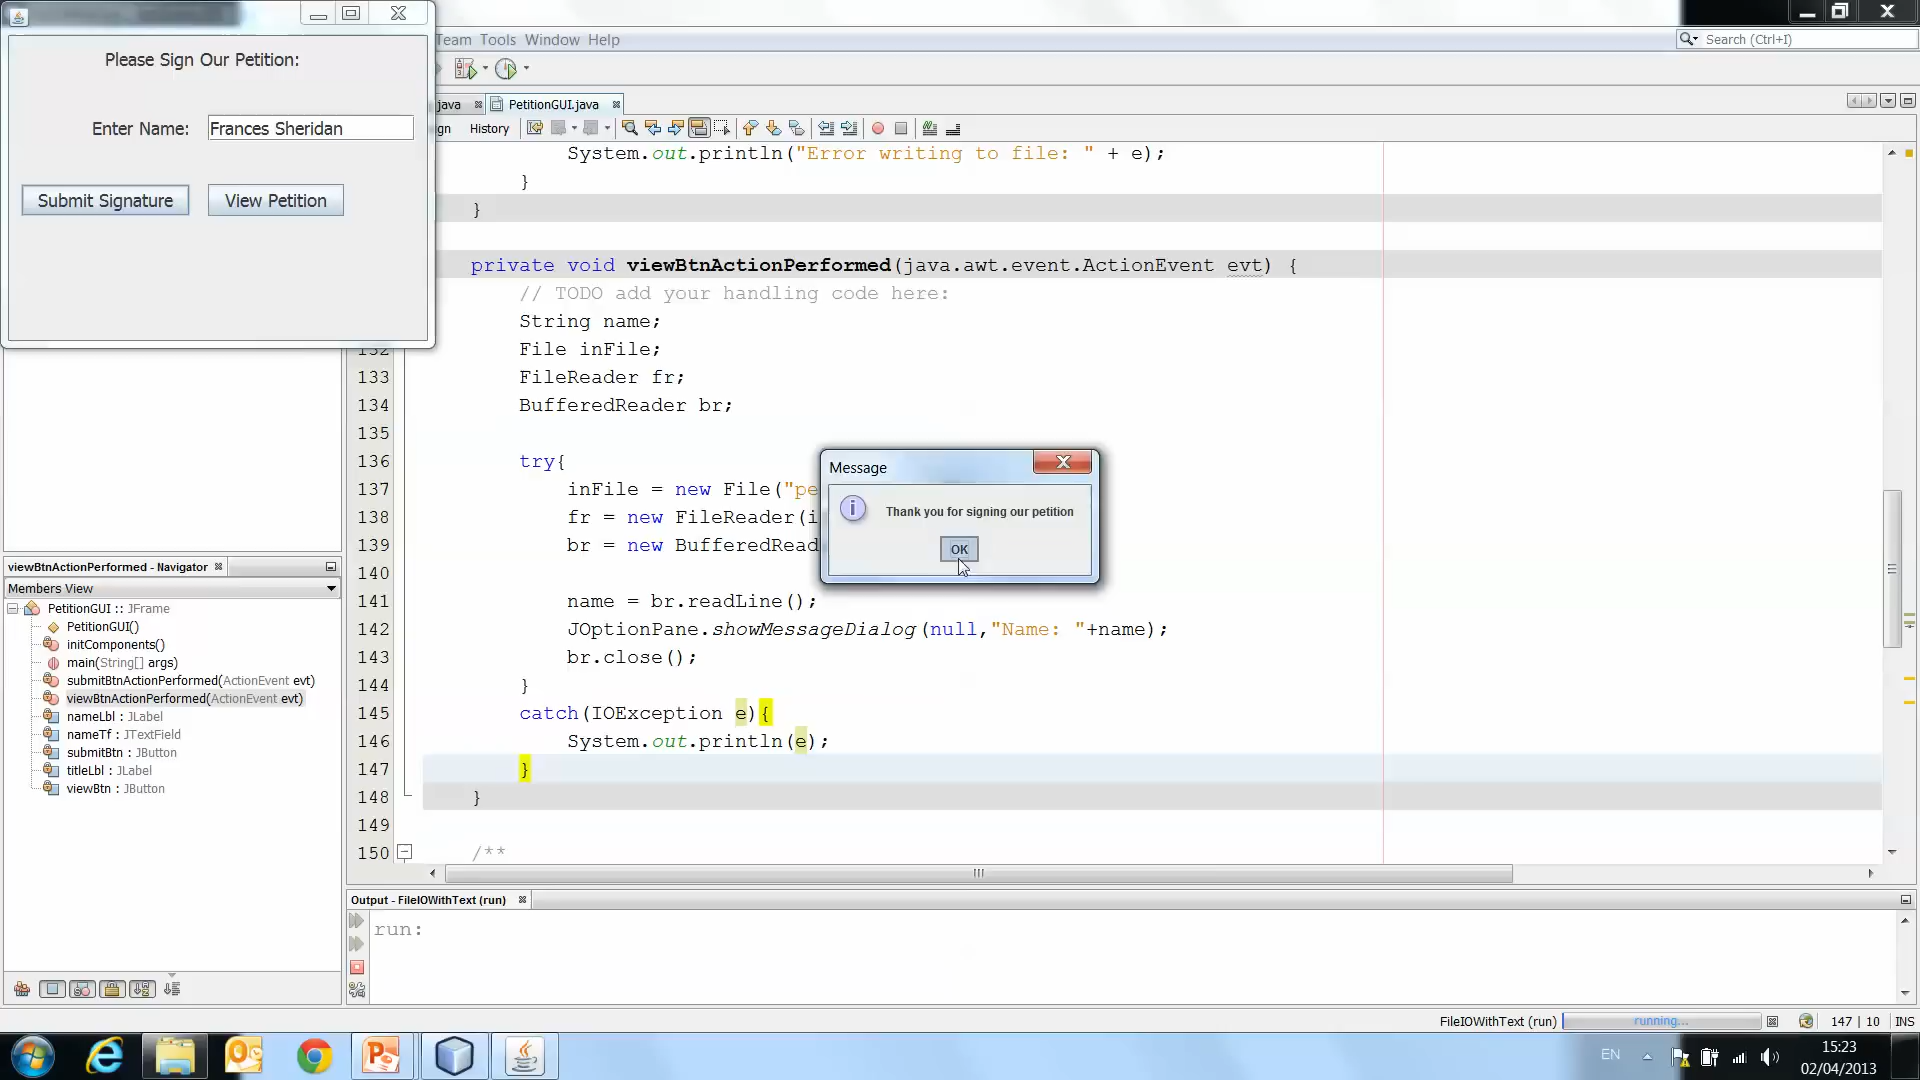 Please Sign Our Petition:
Enter Name: Frances Sheridan
Submit Signature View Petition
Team Tools Window Help
Search (Ctrl+I)
java PetitionGUI.java
gn History
System.out.println("Error writing to file: " + e);
}
}
private void viewBtnActionPerformed(java.awt.event.ActionEvent evt) {
// TODO add your handling code here:
String name;
132 File inFile;
133 FileReader fr;
134 BufferedReader br;
135
136 try{
137 inFile = new File("pe
138 fr = new FileReader(i
139 br = new BufferedRead
140
141 name = br.readLine();
142 JOptionPane.showMessageDialog(null,"Name: "+name);
143 br.close();
144 }
145 catch(IOException e){
146 System.out.println(e);
147 }
148 }
149
150 /**
Message
Thank you for signing our petition
OK
viewBtnActionPerformed - Navigator
Members View
PetitionGUI :: JFrame
PetitionGUI()
initComponents()
main(String[] args)
submitBtnActionPerformed(ActionEvent evt)
viewBtnActionPerformed(ActionEvent evt)
nameLbl : JLabel
nameTf : JTextField
submitBtn : JButton
titleLbl : JLabel
viewBtn : JButton
Output - FileIOWithText (run)
run:
FileIOWithText (run) running... 147 | 10 INS
EN
15:23
02/04/2013